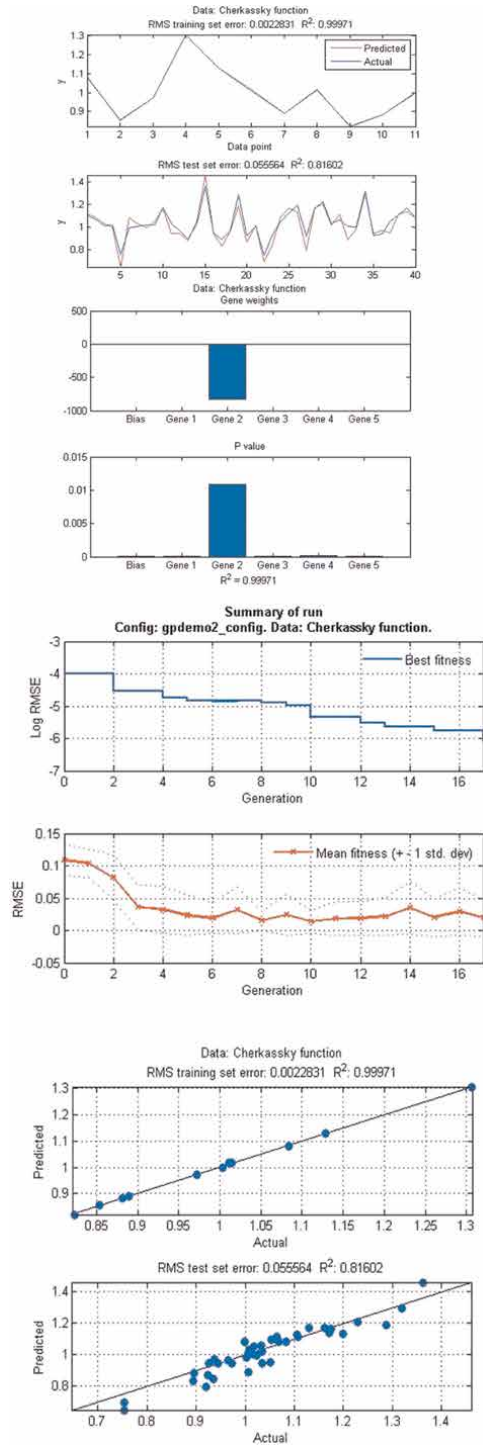 Data: Cherkassky function
RMS training set error: 0.0022831 R²: 0.99971
1.3
1.2
1.1
1
0.9
y
Predicted
Actual
1 2 3 4 5 6 7 8 9 10 11
Data point
RMS test set error: 0.055564 R²: 0.81602
1.4
1.2
1
0.8
y
5 10 15 20 25 30 35 40
Data: Cherkassky function
Gene weights
500
0
-500
-1000
Bias Gene 1 Gene 2 Gene 3 Gene 4 Gene 5
P value
0.015
0.01
0.005
0
Bias Gene 1 Gene 2 Gene 3 Gene 4 Gene 5
R² = 0.99971
Summary of run
Config: gpdemo2_config. Data: Cherkassky function.
-3
-4
-5
-6
-7
Log RMSE
Best fitness
0 2 4 6 8 10 12 14 16
Generation
0.15
0.1
0.05
0
-0.05
RMSE
Mean fitness (+ - 1 std. dev)
0 2 4 6 8 10 12 14 16
Generation
Data: Cherkassky function
RMS training set error: 0.0022831 R²: 0.99971
1.3
1.2
1.1
1
0.9
Predicted
0.85 0.9 0.95 1 1.05 1.1 1.15 1.2 1.25 1.3
Actual
RMS test set error: 0.055564 R²: 0.81602
1.4
1.2
1
0.8
Predicted
0.7 0.8 0.9 1 1.1 1.2 1.3 1.4
Actual